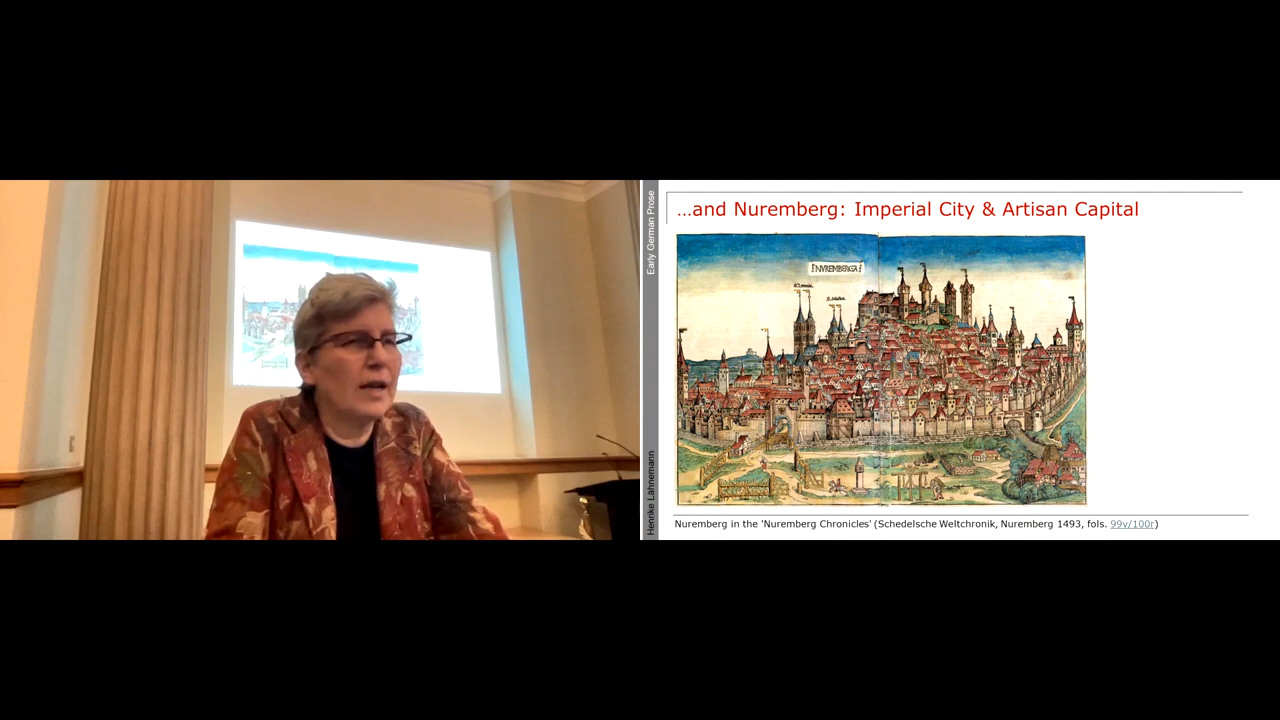 …and Nuremberg: Imperial City & Artisan Capital
NVREMBERGA
Early German Prose
Henrike Lähnemann
Nuremberg in the 'Nuremberg Chronicles' (Schedelsche Weltchronik, Nuremberg 1493, fols. 99v/100r)